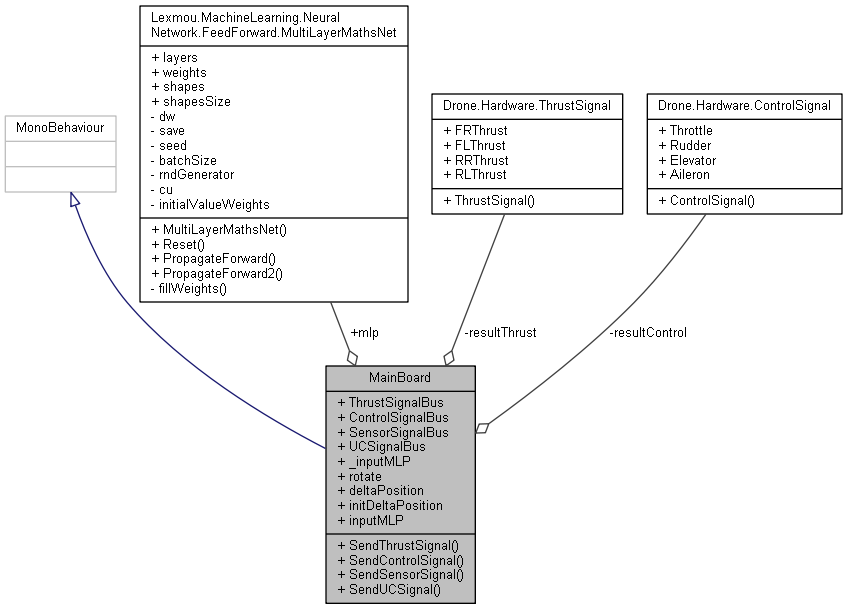 Lexmou.MachineLearning.Neural
Network.FeedForward.MultiLayerMathsNet
+ layers
+ weights
+ shapes
+ shapesSize
- dw
- save
- seed
- batchSize
- rndGenerator
- cu
- initialValueWeights
+ MultiLayerMathsNet()
+ Reset()
+ PropagateForward()
+ PropagateForward2()
- fillWeights()
MonoBehaviour
Drone.Hardware.ThrustSignal
+ FRThrust
+ FLThrust
+ RRThrust
+ RLThrust
+ ThrustSignal()
Drone.Hardware.ControlSignal
+ Throttle
+ Rudder
+ Elevator
+ Aileron
+ ControlSignal()
+mlp
-resultThrust
-resultControl
MainBoard
+ ThrustSignalBus
+ ControlSignalBus
+ SensorSignalBus
+ UCSignalBus
+ _inputMLP
+ rotate
+ deltaPosition
+ initDeltaPosition
+ inputMLP
+ SendThrustSignal()
+ SendControlSignal()
+ SendSensorSignal()
+ SendUCSignal()